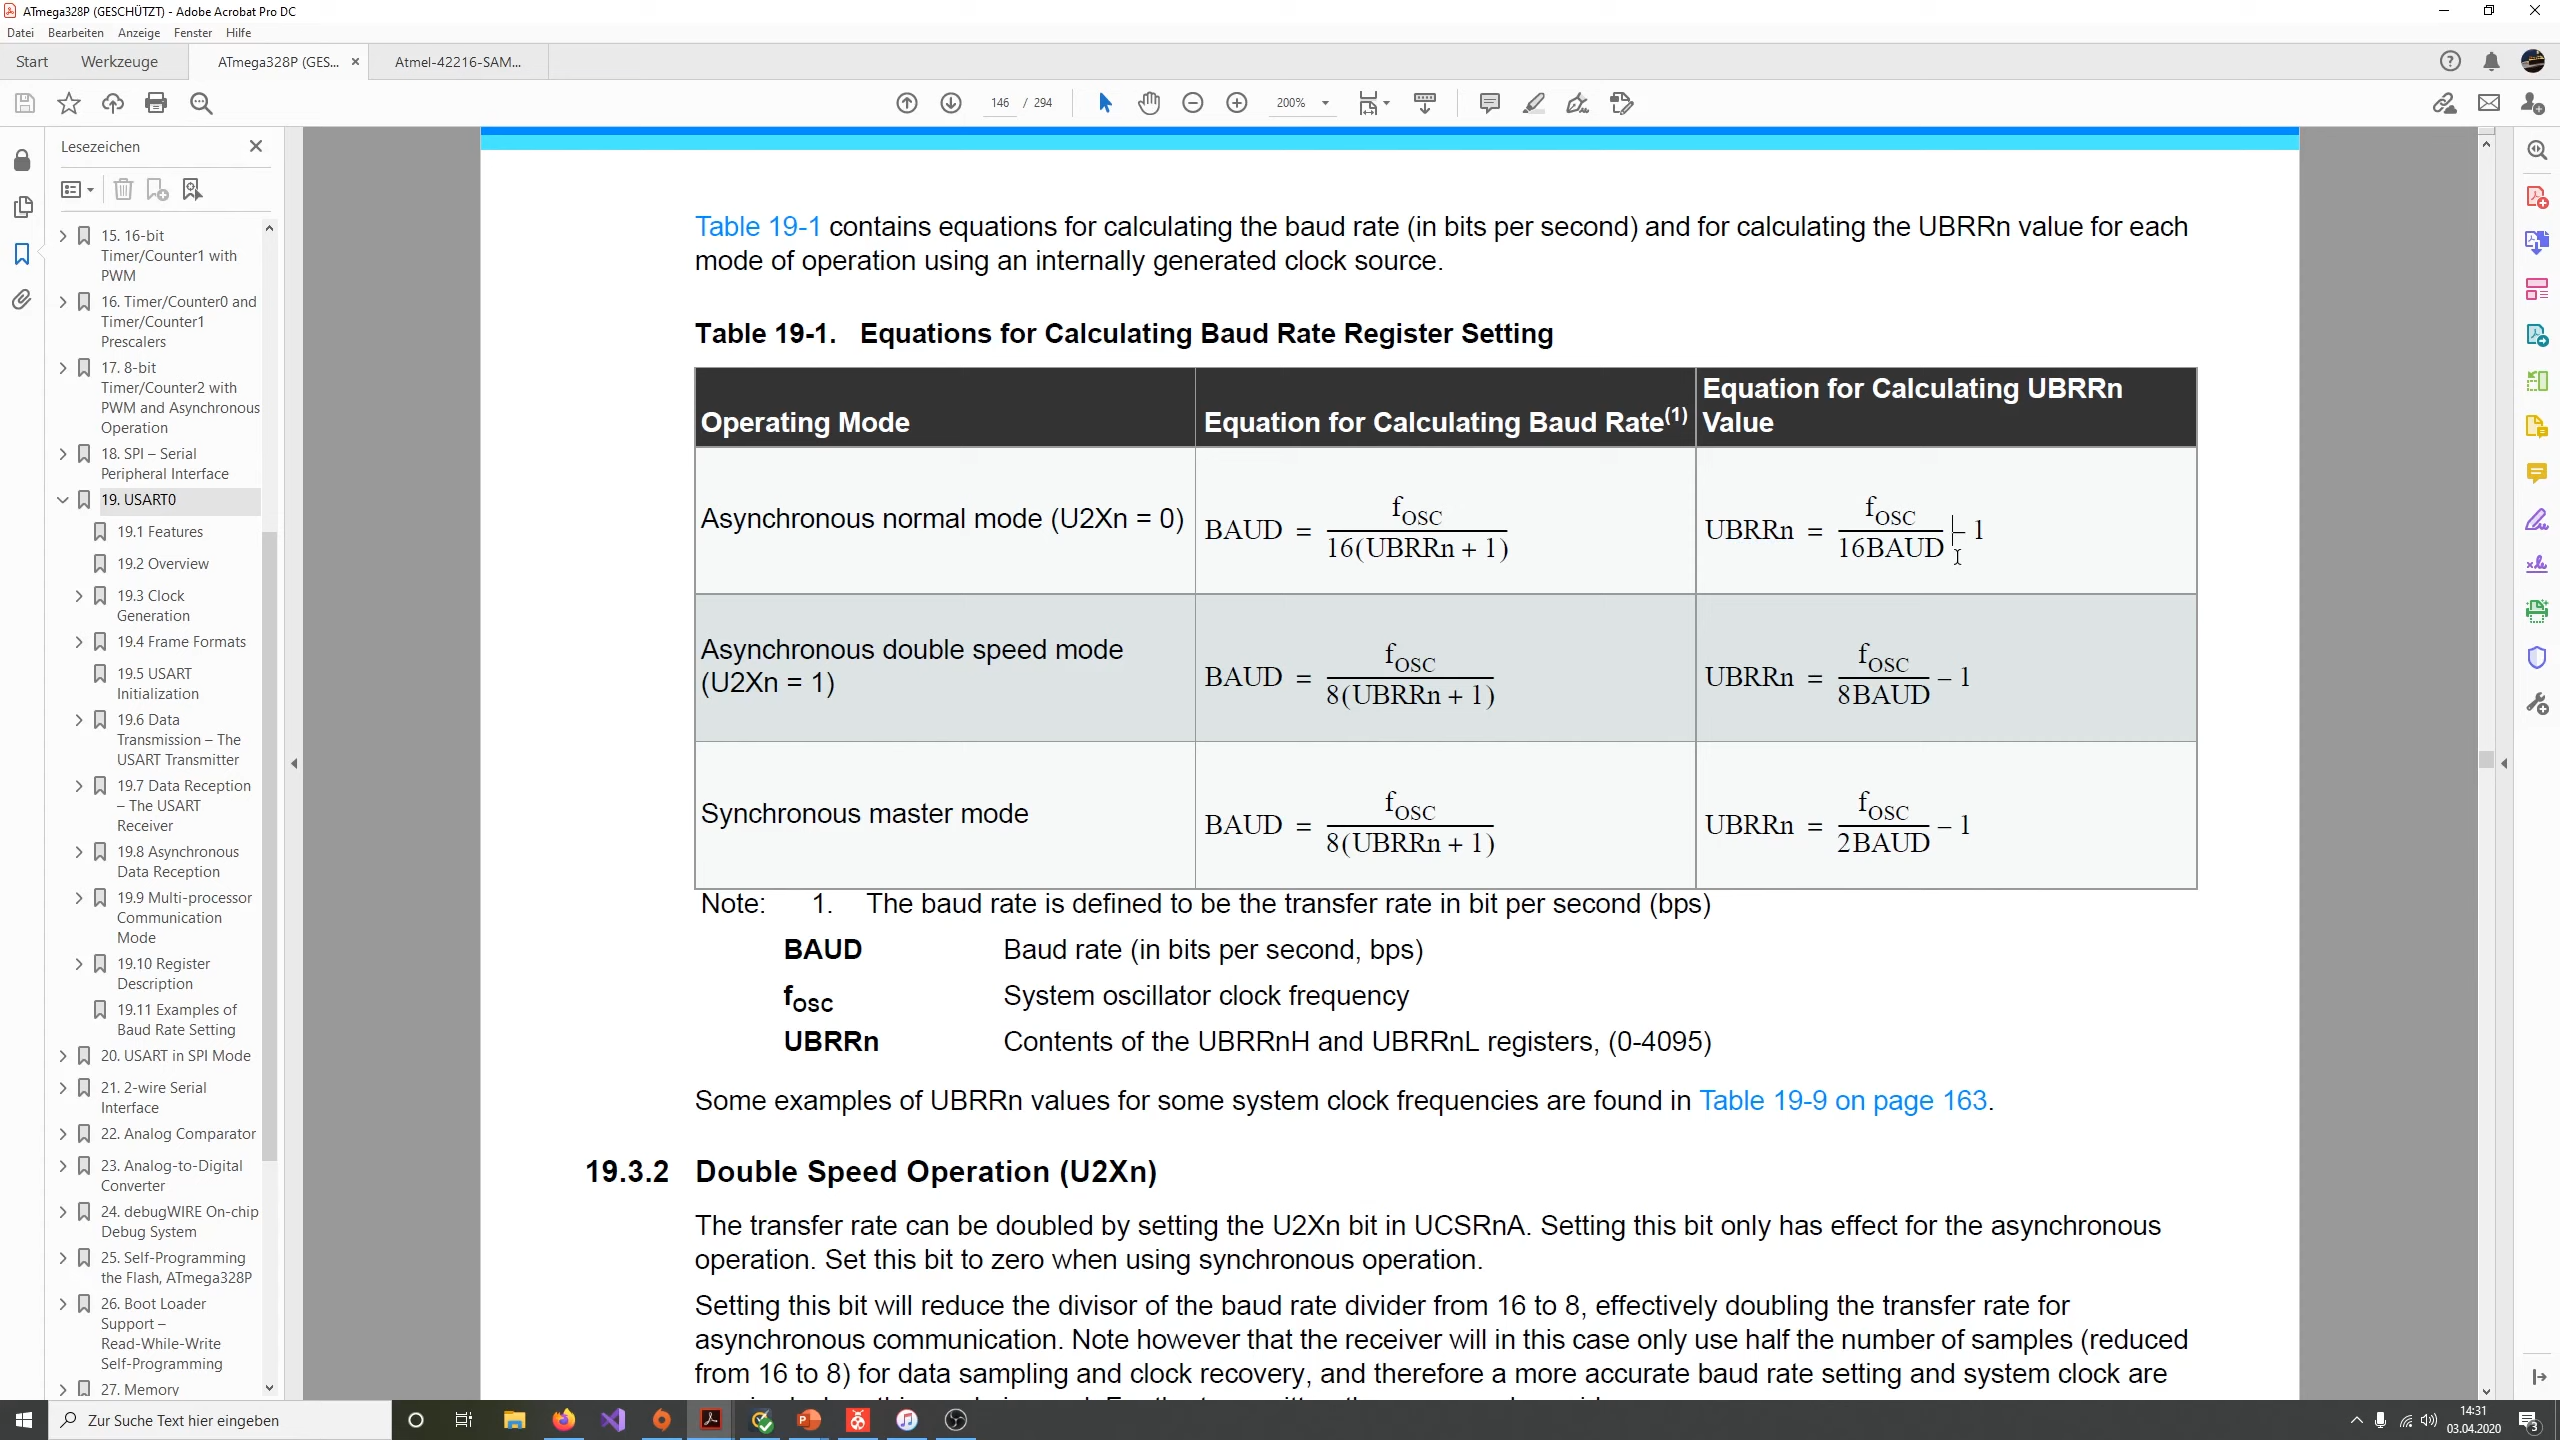 ATmega328P (GESCHÜTZT) - Adobe Acrobat Pro DC
Datei Bearbeiten Anzeige Fenster Hilfe
Start Werkzeuge ATmega328P (GES... Atmel-42216-SAM...
146 / 294 200%
Lesezeichen
15. 16-bit
Timer/Counter1 with
PWM
16. Timer/Counter0 and
Timer/Counter1
Prescalers
17. 8-bit
Timer/Counter2 with
PWM and Asynchronous
Operation
18. SPI – Serial
Peripheral Interface
19. USART0
19.1 Features
19.2 Overview
19.3 Clock
Generation
19.4 Frame Formats
19.5 USART
Initialization
19.6 Data
Transmission – The
USART Transmitter
19.7 Data Reception
– The USART
Receiver
19.8 Asynchronous
Data Reception
19.9 Multi-processor
Communication
Mode
19.10 Register
Description
19.11 Examples of
Baud Rate Setting
20. USART in SPI Mode
21. 2-wire Serial
Interface
22. Analog Comparator
23. Analog-to-Digital
Converter
24. debugWIRE On-chip
Debug System
25. Self-Programming
the Flash, ATmega328P
26. Boot Loader
Support –
Read-While-Write
Self-Programming
27. Memory
Table 19-1 contains equations for calculating the baud rate (in bits per second) and for calculating the UBRRn value for each
mode of operation using an internally generated clock source.
Table 19-1. Equations for Calculating Baud Rate Register Setting
Operating Mode
Equation for Calculating Baud Rate(1)
Equation for Calculating UBRRn
Value
Asynchronous normal mode (U2Xn = 0)
BAUD = fOSC / 16(UBRRn + 1)
UBRRn = fOSC / 16BAUD – 1
Asynchronous double speed mode
(U2Xn = 1)
BAUD = fOSC / 8(UBRRn + 1)
UBRRn = fOSC / 8BAUD – 1
Synchronous master mode
BAUD = fOSC / 8(UBRRn + 1)
UBRRn = fOSC / 2BAUD – 1
Note: 1. The baud rate is defined to be the transfer rate in bit per second (bps)
BAUD Baud rate (in bits per second, bps)
fOSC System oscillator clock frequency
UBRRn Contents of the UBRRnH and UBRRnL registers, (0-4095)
Some examples of UBRRn values for some system clock frequencies are found in Table 19-9 on page 163.
19.3.2 Double Speed Operation (U2Xn)
The transfer rate can be doubled by setting the U2Xn bit in UCSRnA. Setting this bit only has effect for the asynchronous
operation. Set this bit to zero when using synchronous operation.
Setting this bit will reduce the divisor of the baud rate divider from 16 to 8, effectively doubling the transfer rate for
asynchronous communication. Note however that the receiver will in this case only use half the number of samples (reduced
from 16 to 8) for data sampling and clock recovery, and therefore a more accurate baud rate setting and system clock are
Zur Suche Text hier eingeben
14:31
03.04.2020
3